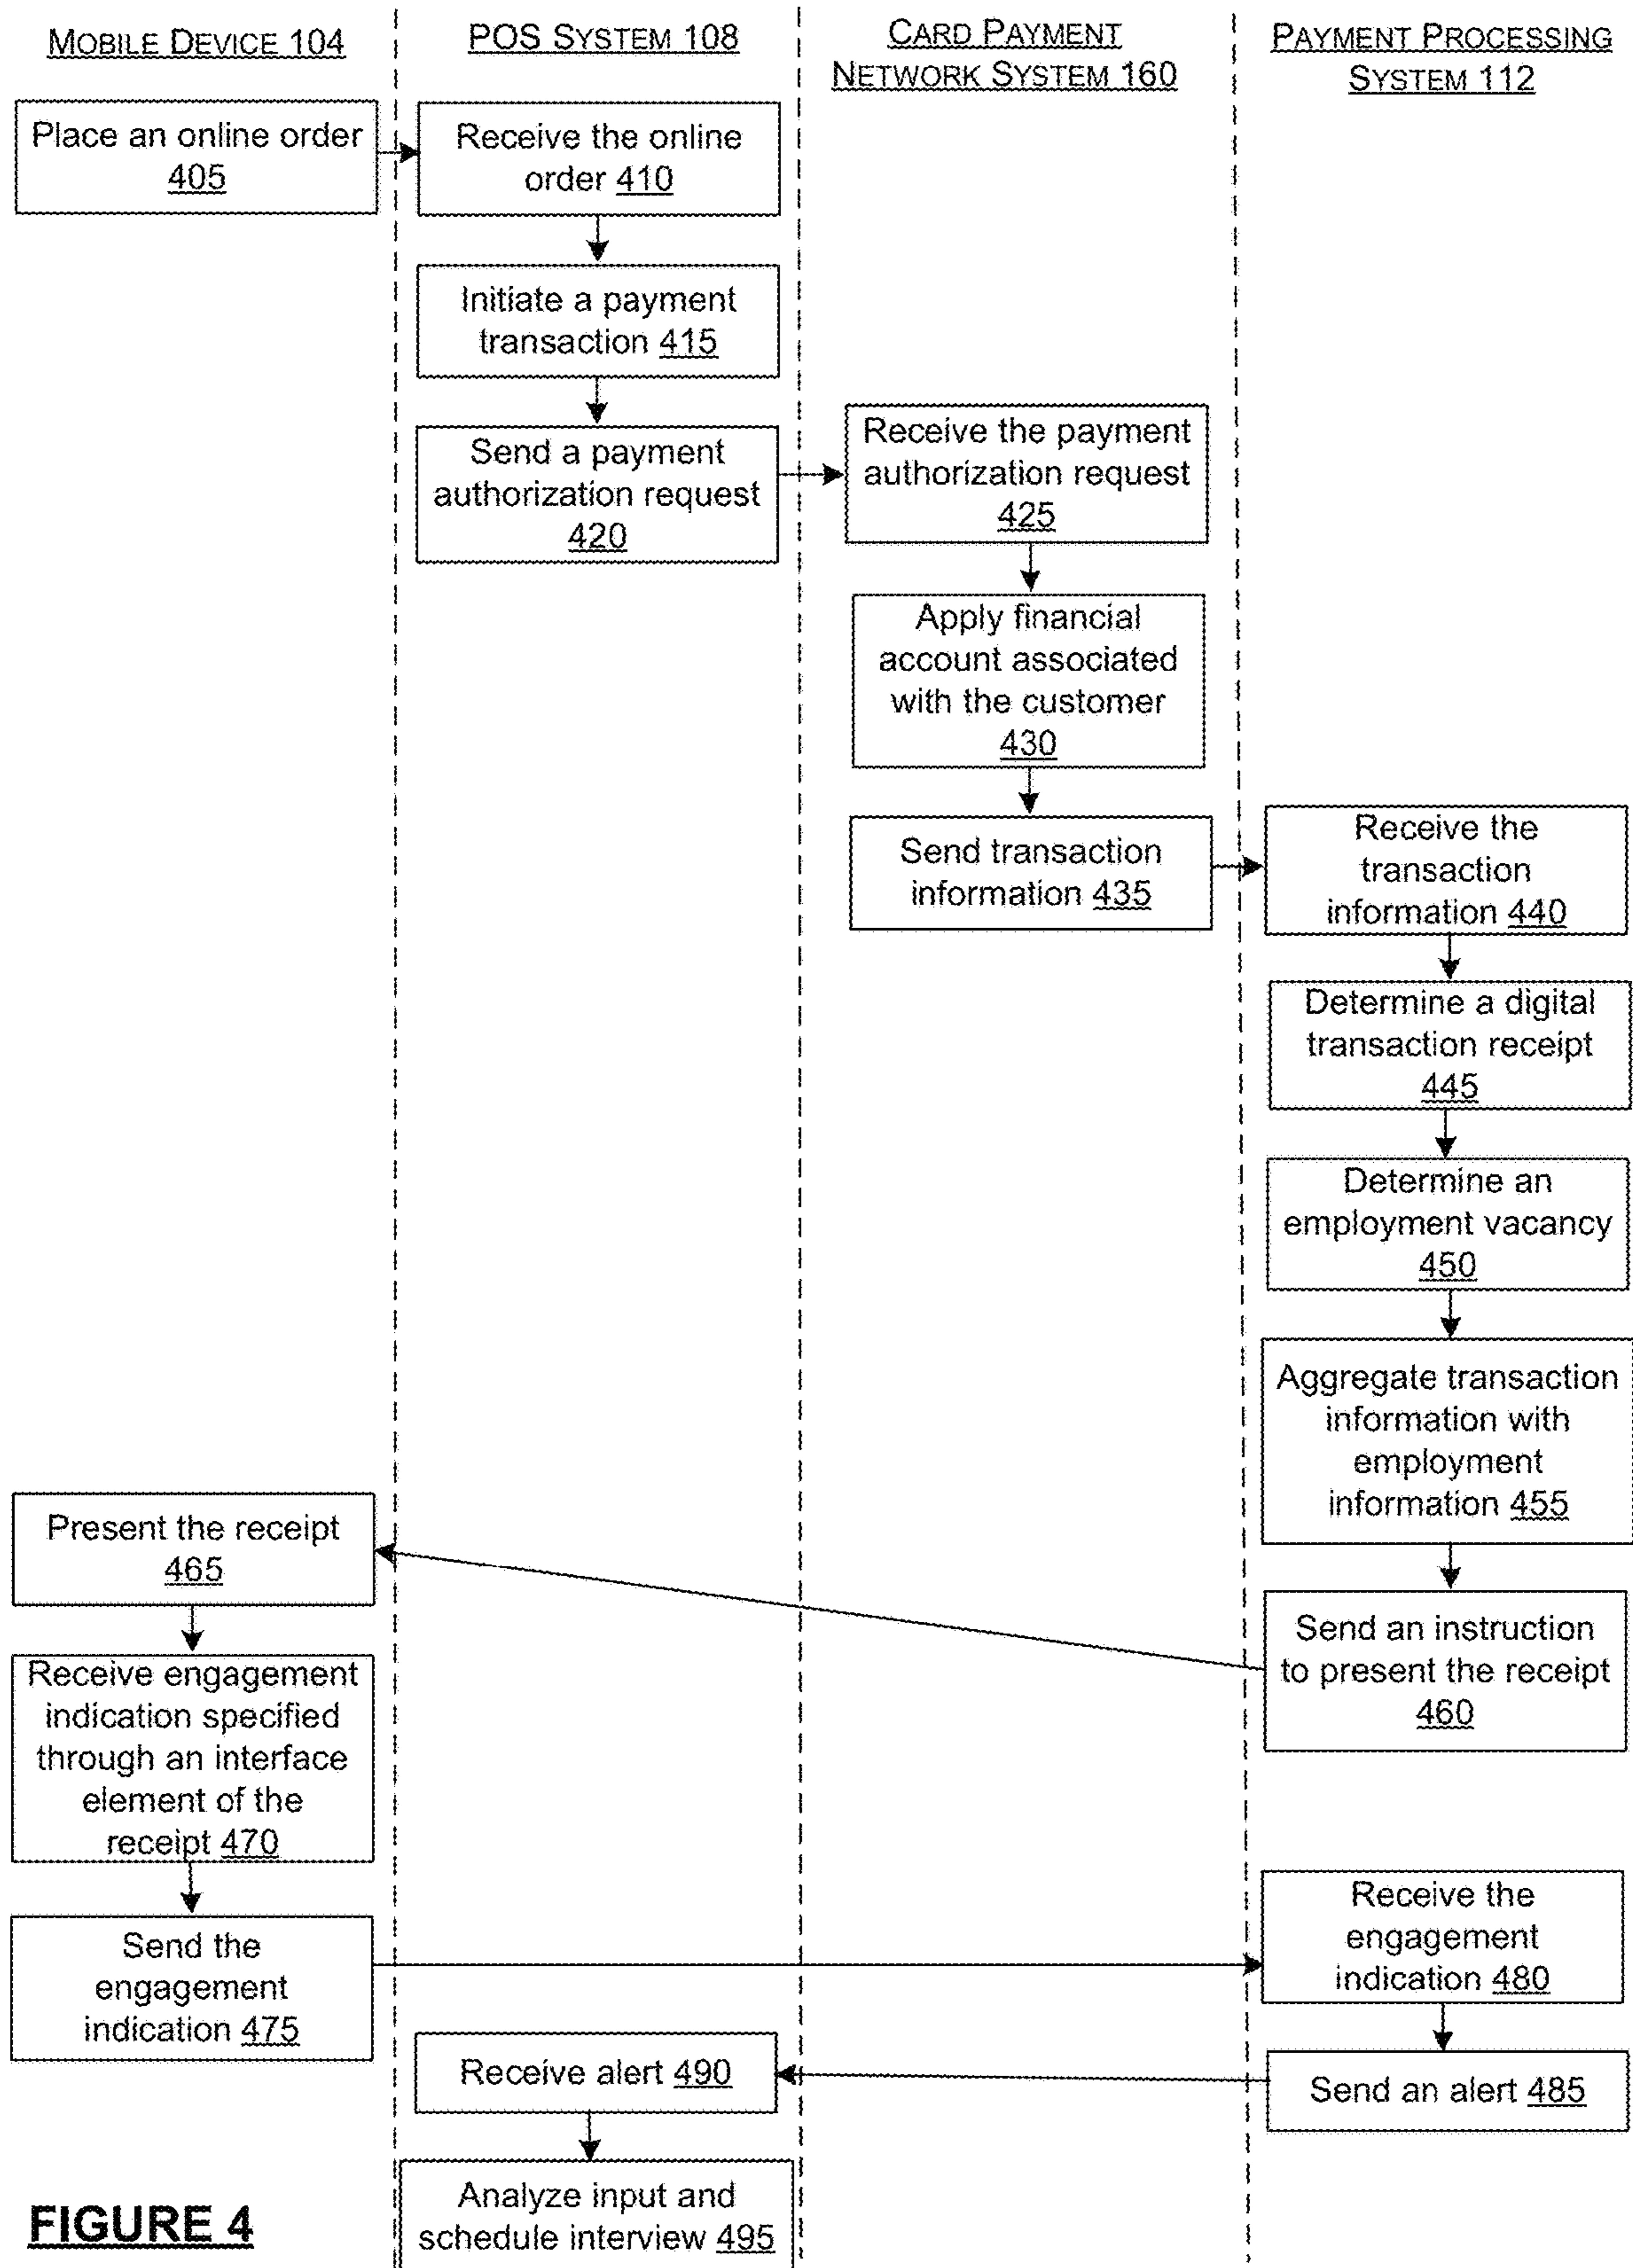 MOBILE DEVICE 104
POS SYSTEM 108
CARD PAYMENT
NETWORK SYSTEM 160
PAYMENT PROCESSING
SYSTEM 112
Place an online order
405
Receive the online
order 410
Initiate a payment
transaction 415
Send a payment
authorization request
420
Receive the payment
authorization request
425
Apply financial
account associated
with the customer
430
Send transaction
information 435
Receive the
transaction
information 440
Determine a digital
transaction receipt
445
Determine an
employment vacancy
450
Aggregate transaction
information with
employment
information 455
Send an instruction
to present the receipt
460
Present the receipt
465
Receive engagement
indication specified
through an interface
element of the
receipt 470
Send the
engagement
indication 475
Receive the
engagement
indication 480
Send an alert 485
Receive alert 490
Analyze input and
schedule interview 495
FIGURE 4